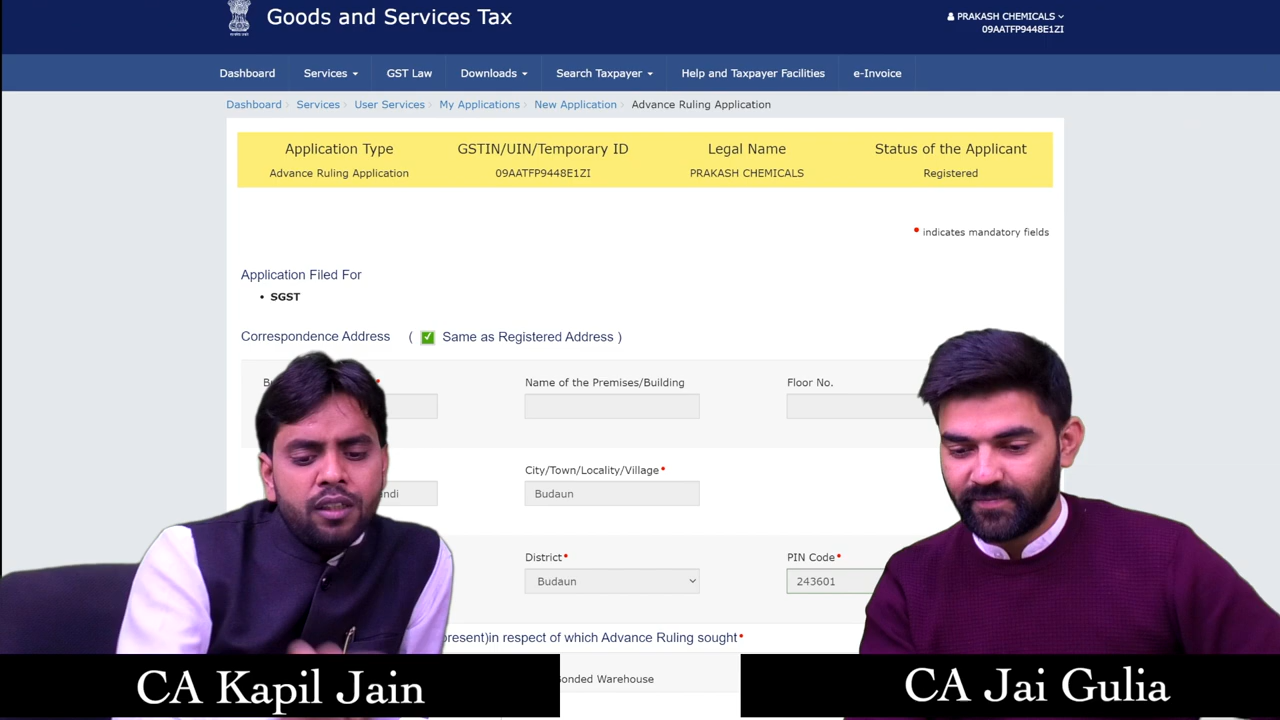 Goods and Services Tax
PRAKASH CHEMICALS
09AATFP9448E1ZI
Dashboard Services GST Law Downloads Search Taxpayer Help and Taxpayer Facilities e-Invoice
Dashboard Services User Services My Applications New Application Advance Ruling Application
Application Type GSTIN/UIN/Temporary ID Legal Name Status of the Applicant
Advance Ruling Application 09AATFP9448E1ZI PRAKASH CHEMICALS Registered
• indicates mandatory fields
Application Filed For
• SGST
Correspondence Address ( Same as Registered Address )
Name of the Premises/Building Floor No.
City/Town/Locality/Village•
Budaun
District• PIN Code•
Budaun 243601
in respect of which Advance Ruling sought•
Warehouse
CA Kapil Jain CA Jai Gulia